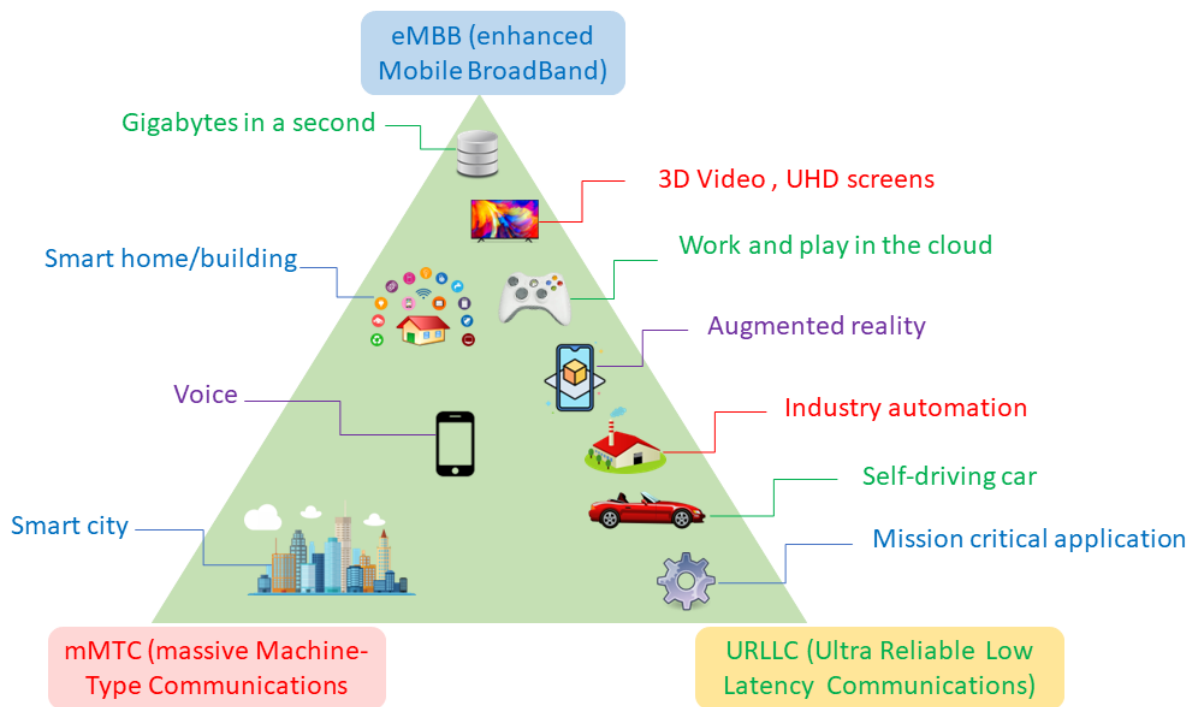 eMBB (enhanced
Mobile BroadBand)
Gigabytes in a second
3D Video , UHD screens
Work and play in the cloud
Smart home/building
Augmented reality
Voice
Industry automation
Self-driving car
Smart city
Mission critical application
mMTC (massive Machine-
Type Communications
URLLC (Ultra Reliable Low
Latency Communications)